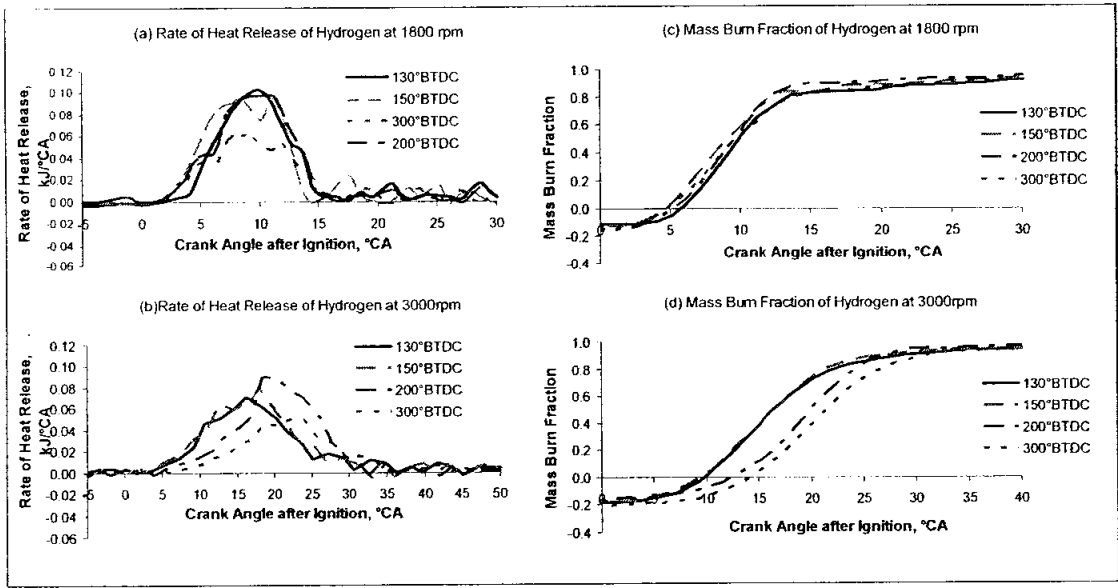 (a) Rate of Heat Release of Hydrogen at 1800 rpm
Rate of Heat Release,
kJ/°CA
0.12
0.10
0.08
0.06
0.04
0.02
0.00
-0.02
-0.04
-0.06
-5 0 5 10 15 20 25 30
130°BTDC
150°BTDC
300°BTDC
200°BTDC
Crank Angle after Ignition, °CA
(c) Mass Burn Fraction of Hydrogen at 1800 rpm
Mass Burn Fraction
1.0
0.8
0.6
0.4
0.2
0.0
-0.2
-0.4
0 5 10 15 20 25 30
130°BTDC
150°BTDC
200°BTDC
300°BTDC
Crank Angle after Ignition, °CA
(b)Rate of Heat Release of Hydrogen at 3000rpm
Rate of Heat Release,
kJ/°CA
0.12
0.10
0.08
0.06
0.04
0.02
0.00
-0.02
-0.04
-0.06
-5 0 5 10 15 20 25 30 35 40 45 50
130°BTDC
150°BTDC
200°BTDC
300°BTDC
Crank Angle after Ignition, °CA
(d) Mass Burn Fraction of Hydrogen at 3000rpm
Mass Burn Fraction
1.0
0.8
0.6
0.4
0.2
0.0
-0.2
-0.4
0 5 10 15 20 25 30 35 40
130°BTDC
150°BTDC
200°BTDC
300°BTDC
Crank Angle after Ignition, °CA